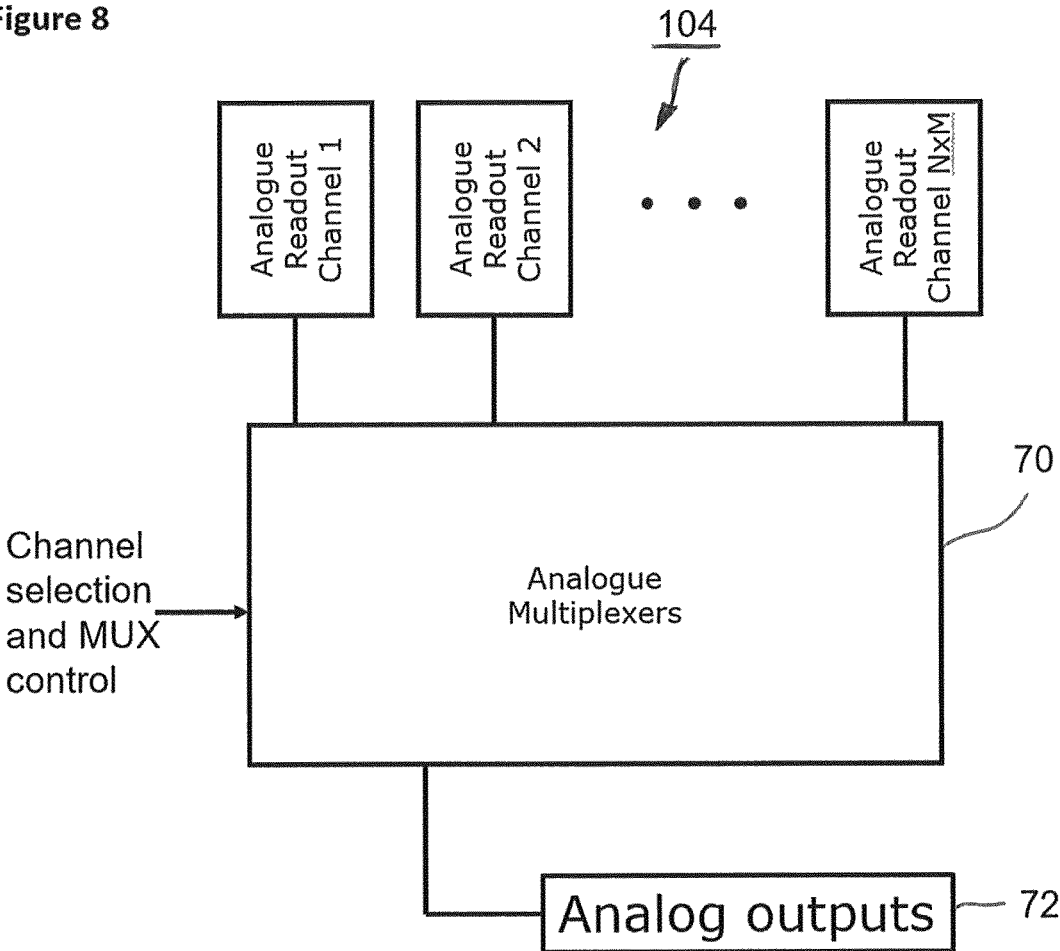 Figure 8
104
Analogue
Readout
Channel 1
Analogue
Readout
Channel 2
Analogue
Readout
Channel NxM
70
Channel
selection
and MUX
control
Analogue
Multiplexers
Analog outputs
72